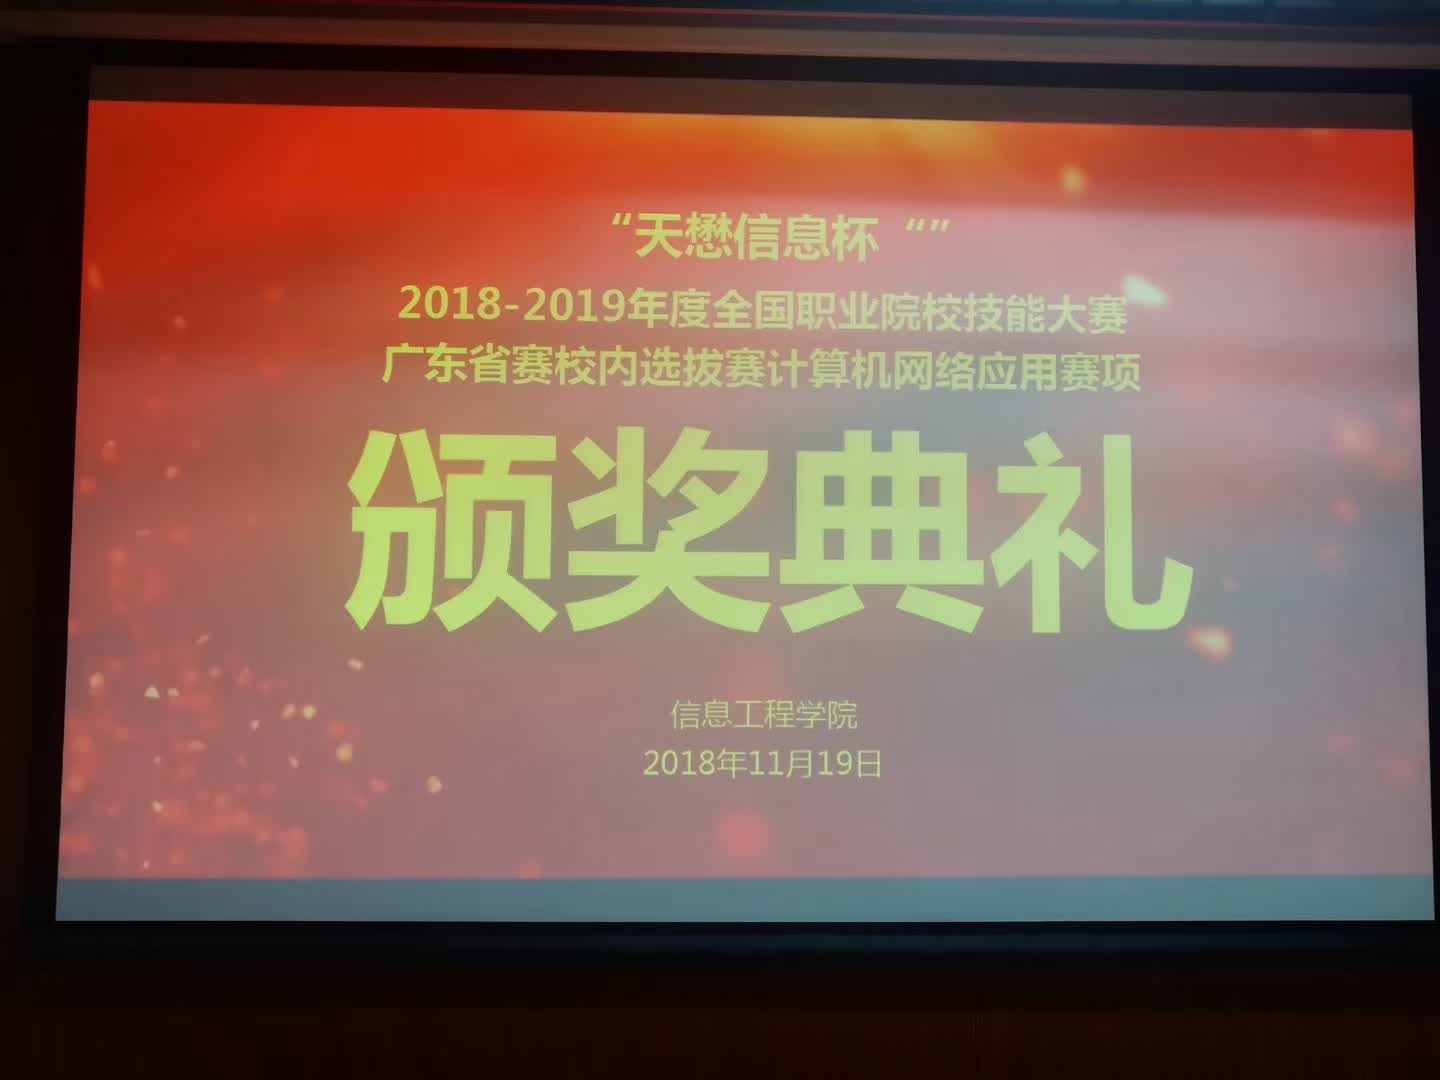 “天懋信息杯“”
2018-2019年度全国职业院校技能大赛
广东省赛校内选拔赛计算机网络应用赛项
颁奖典礼
信息工程学院
2018年11月19日